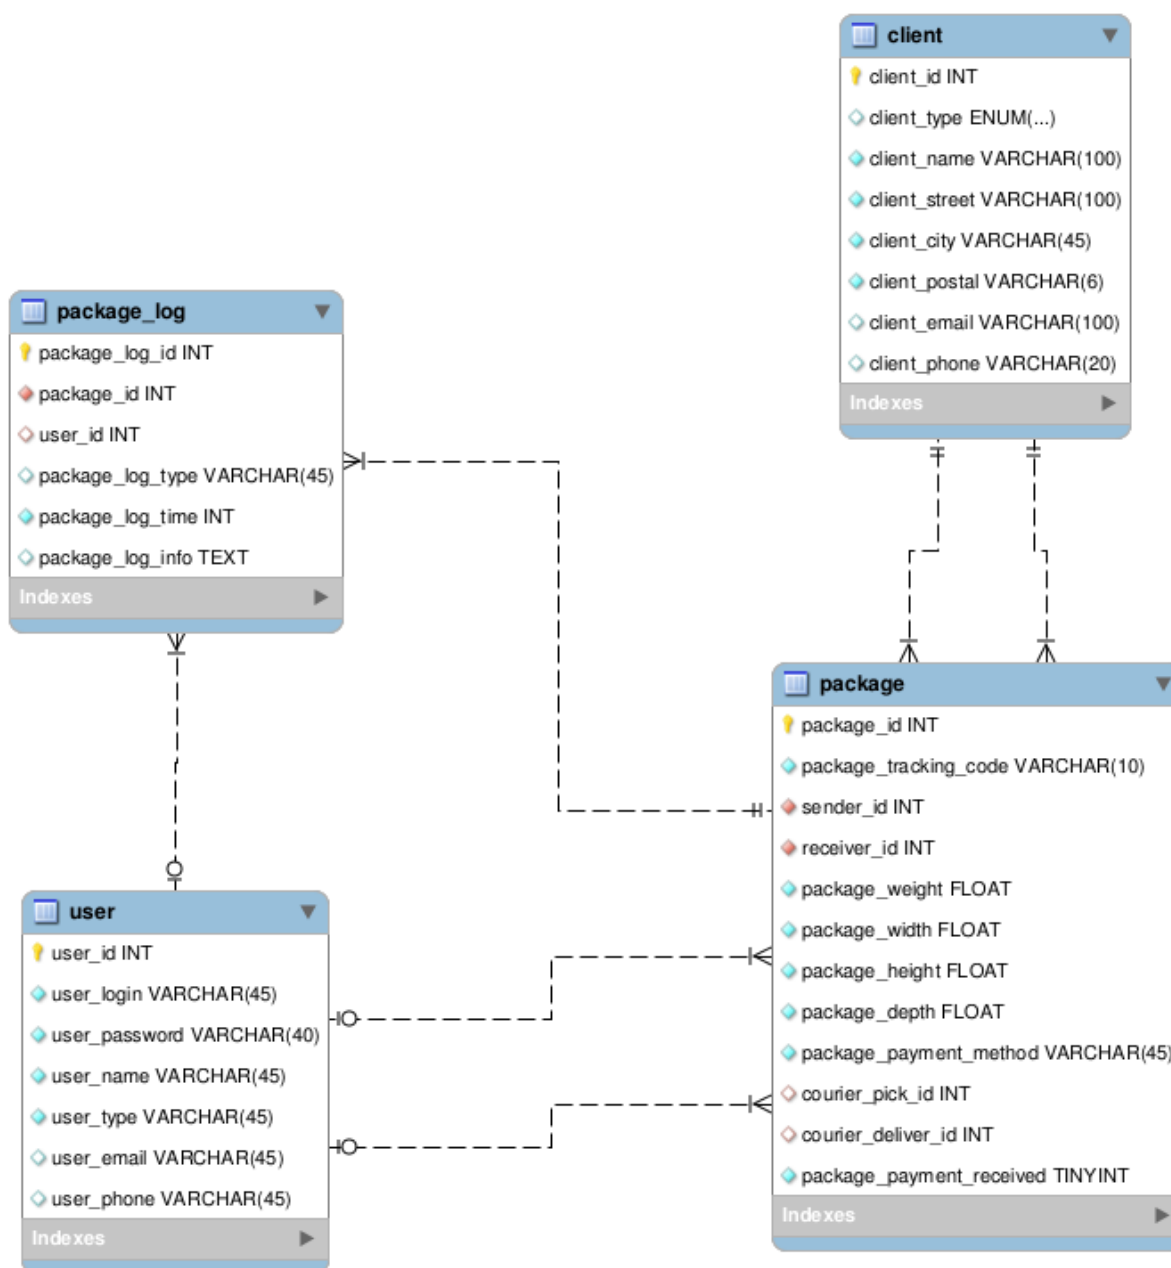 client
client_id INT
client_type ENUM(...)
client_name VARCHAR(100)
client_street VARCHAR(100)
client_city VARCHAR(45)
client_postal VARCHAR(6)
client_email VARCHAR(100)
client_phone VARCHAR(20)
Indexes
package_log
package_log_id INT
package_id INT
user_id INT
package_log_type VARCHAR(45)
package_log_time INT
package_log_info TEXT
Indexes
package
package_id INT
package_tracking_code VARCHAR(10)
sender_id INT
receiver_id INT
package_weight FLOAT
package_width FLOAT
package_height FLOAT
package_depth FLOAT
package_payment_method VARCHAR(45)
courier_pick_id INT
courier_deliver_id INT
package_payment_received TINYINT
Indexes
user
user_id INT
user_login VARCHAR(45)
user_password VARCHAR(40)
user_name VARCHAR(45)
user_type VARCHAR(45)
user_email VARCHAR(45)
user_phone VARCHAR(45)
Indexes